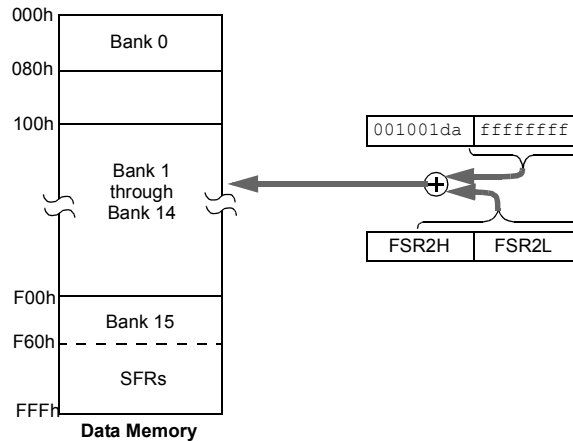 000h
Bank 0
080h
100h
001001da ffffffff
Bank 1
through
Bank 14
FSR2H FSR2L
F00h
Bank 15
F60h
SFRs
FFFh
Data Memory